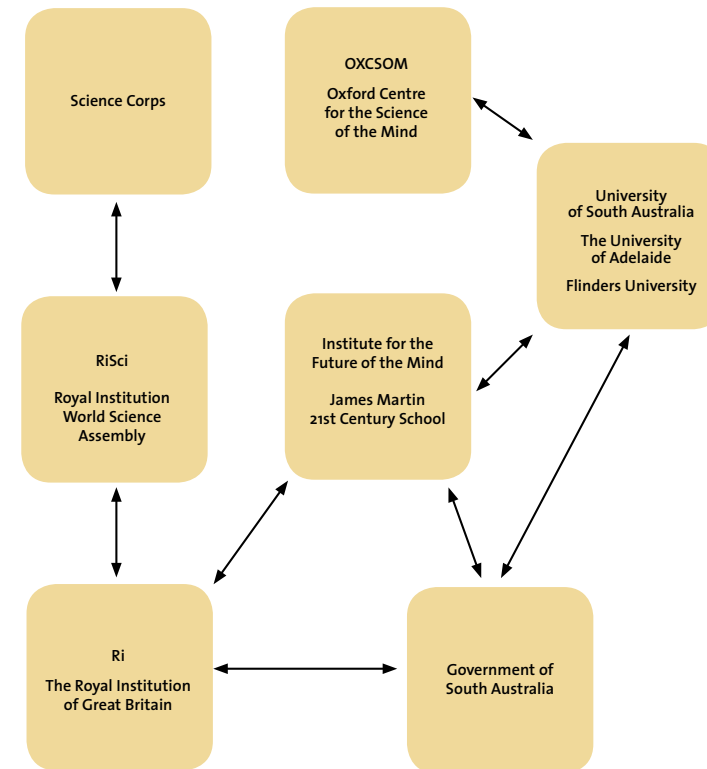 Science Corps
OXCSOM
Oxford Centre
for the Science
of the Mind
University
of South Australia
The University
of Adelaide
Flinders University
RiSci
Royal Institution
World Science
Assembly
Institute for the
Future of the Mind
James Martin
21st Century School
Ri
The Royal Institution
of Great Britain
Government of
South Australia